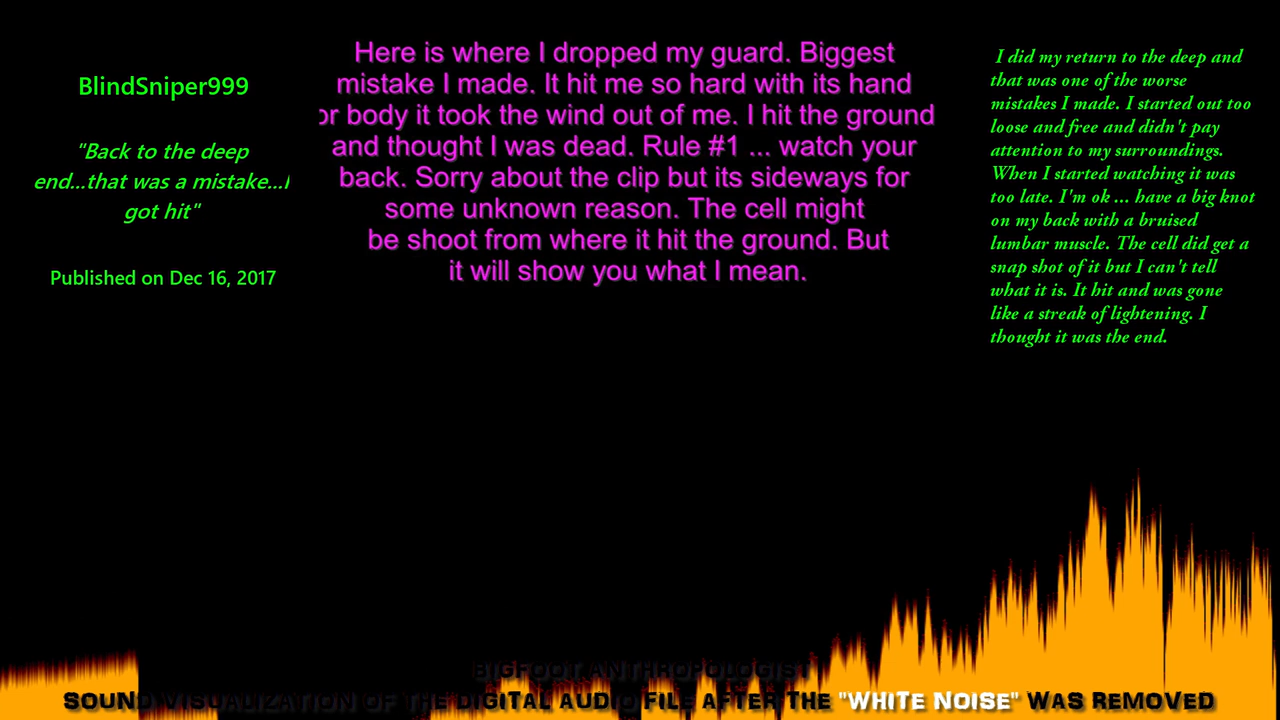 BlindSniper999
"Back to the deep
end...that was a mistake...I
got hit"
Published on Dec 16, 2017
Here is where I dropped my guard. Biggest
mistake I made. It hit me so hard with its hand
or body it took the wind out of me. I hit the ground
and thought I was dead. Rule #1 ... watch your
back. Sorry about the clip but its sideways for
some unknown reason. The cell might
be shoot from where it hit the ground. But
it will show you what I mean.
I did my return to the deep and
that was one of the worse
mistakes I made. I started out too
loose and free and didn't pay
attention to my surroundings.
When I started watching it was
too late. I'm ok ... have a big knot
on my back with a bruised
lumbar muscle. The cell did get a
snap shot of it but I can't tell
what it is. It hit and was gone
like a streak of lightening. I
thought it was the end.
BIGFOOT ANTHROPOLOGIST
SOUND VISUALIZATION OF THE DIGITAL AUDIO FILE AFTER THE "WHITE NOISE" WAS REMOVED